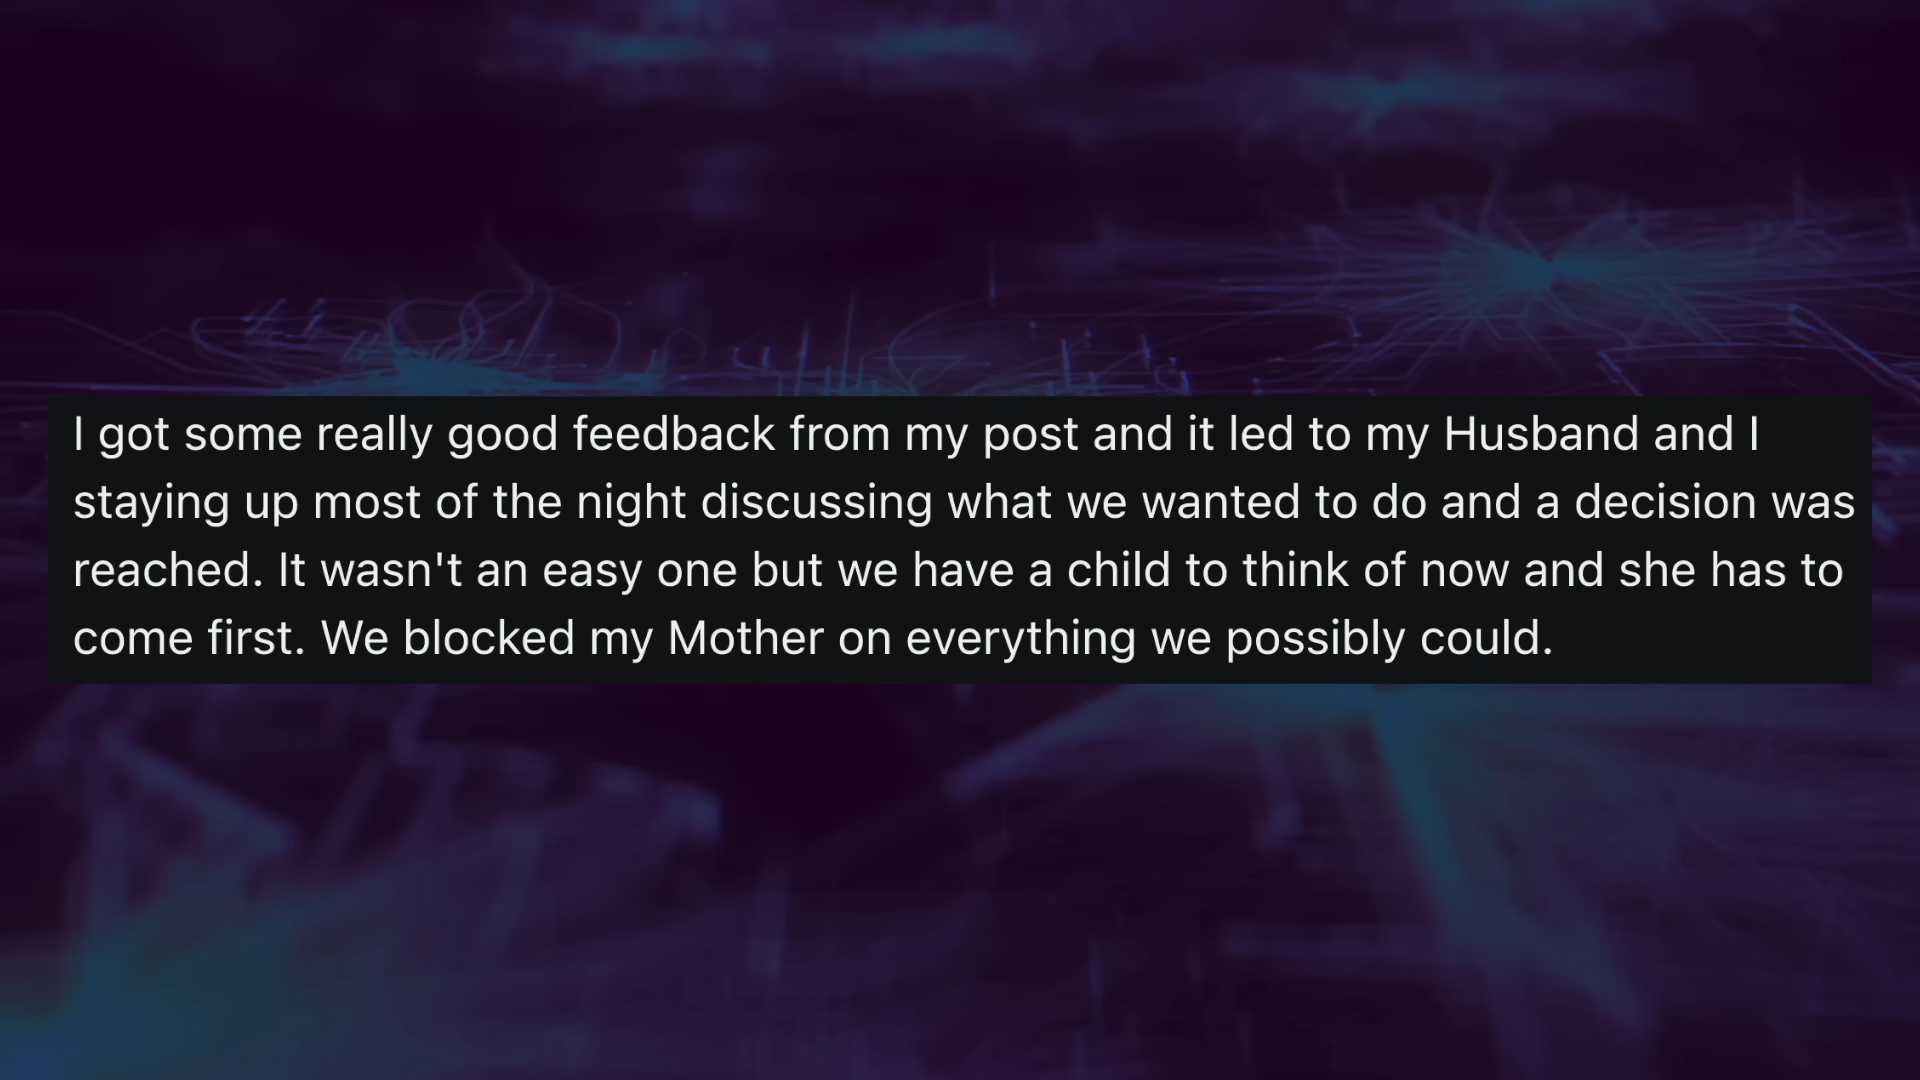 I got some really good feedback from my post and it led to my Husband and I
staying up most of the night discussing what we wanted to do and a decision was
reached. It wasn't an easy one but we have a child to think of now and she has to
come first. We blocked my Mother on everything we possibly could.